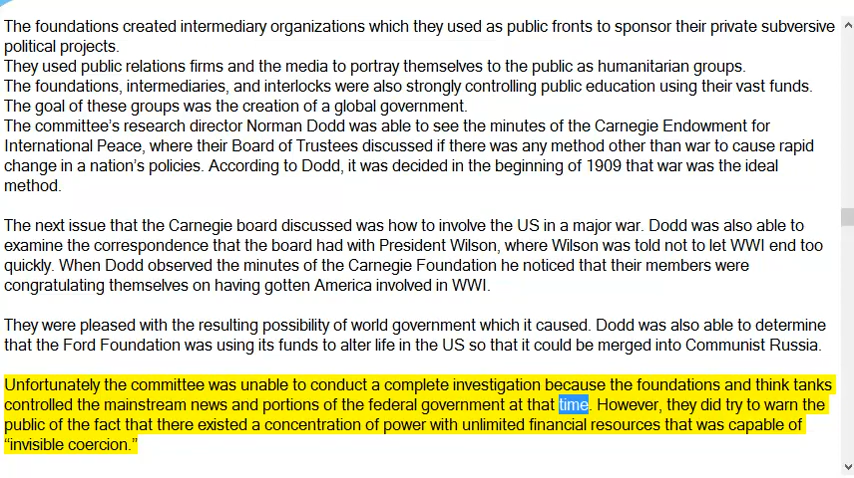 The foundations created intermediary organizations which they used as public fronts to sponsor their private subversive
political projects.
They used public relations firms and the media to portray themselves to the public as humanitarian groups.
The foundations, intermediaries, and interlocks were also strongly controlling public education using their vast funds.
The goal of these groups was the creation of a global government.
The committee's research director Norman Dodd was able to see the minutes of the Carnegie Endowment for
International Peace, where their Board of Trustees discussed if there was any method other than war to cause rapid
change in a nation's policies. According to Dodd, it was decided in the beginning of 1909 that war was the ideal
method.
The next issue that the Carnegie board discussed was how to involve the US in a major war. Dodd was also able to
examine the correspondence that the board had with President Wilson, where Wilson was told not to let WWI end too
quickly. When Dodd observed the minutes of the Carnegie Foundation he noticed that their members were
congratulating themselves on having gotten America involved in WWI.
They were pleased with the resulting possibility of world government which it caused. Dodd was also able to determine
that the Ford Foundation was using its funds to alter life in the US so that it could be merged into Communist Russia.
Unfortunately the committee was unable to conduct a complete investigation because the foundations and think tanks
controlled the mainstream news and portions of the federal government at that time. However, they did try to warn the
public of the fact that there existed a concentration of power with unlimited financial resources that was capable of
“invisible coercion.”